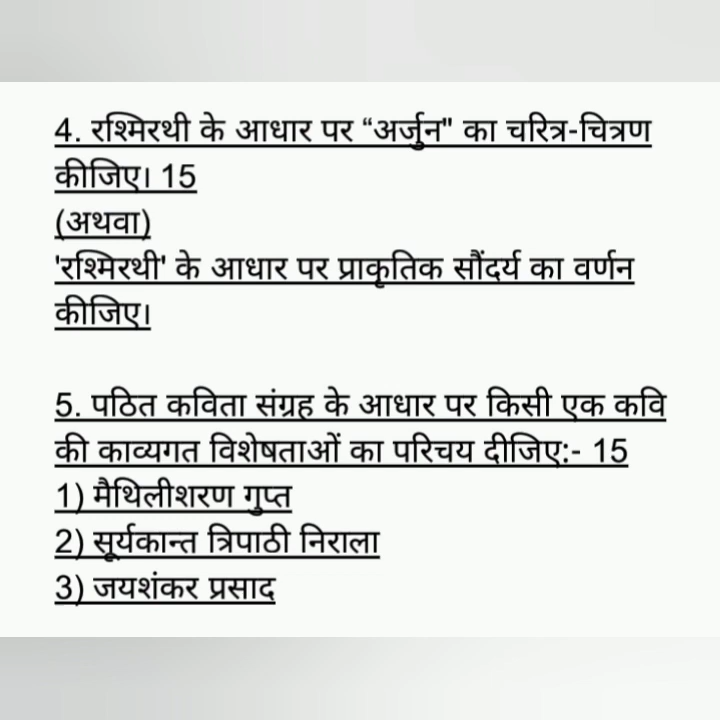 4. रश्मिरथी के आधार पर “अर्जुन" का चरित्र-चित्रण
कीजिए। 15
(अथवा)
'रश्मिरथी' के आधार पर प्राकृतिक सौंदर्य का वर्णन
कीजिए।
5. पठित कविता संग्रह के आधार पर किसी एक कवि
की काव्यगत विशेषताओं का परिचय दीजिए:- 15
1) मैथिलीशरण गुप्त
2) सूर्यकान्त त्रिपाठी निराला
3) जयशंकर प्रसाद